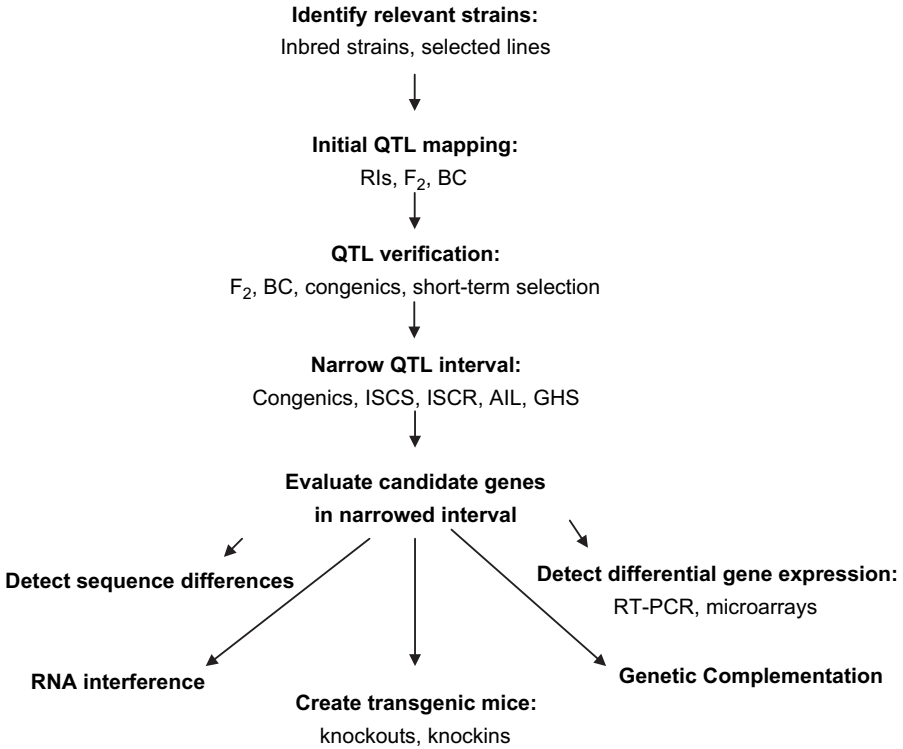 Identify relevant strains:
Inbred strains, selected lines
Initial QTL mapping:
RIs, F2, BC
QTL verification:
F2, BC, congenics, short-term selection
Narrow QTL interval:
Congenics, ISCS, ISCR, AIL, GHS
Evaluate candidate genes
in narrowed interval
Detect sequence differences
Detect differential gene expression:
RT-PCR, microarrays
RNA interference
Genetic Complementation
Create transgenic mice:
knockouts, knockins